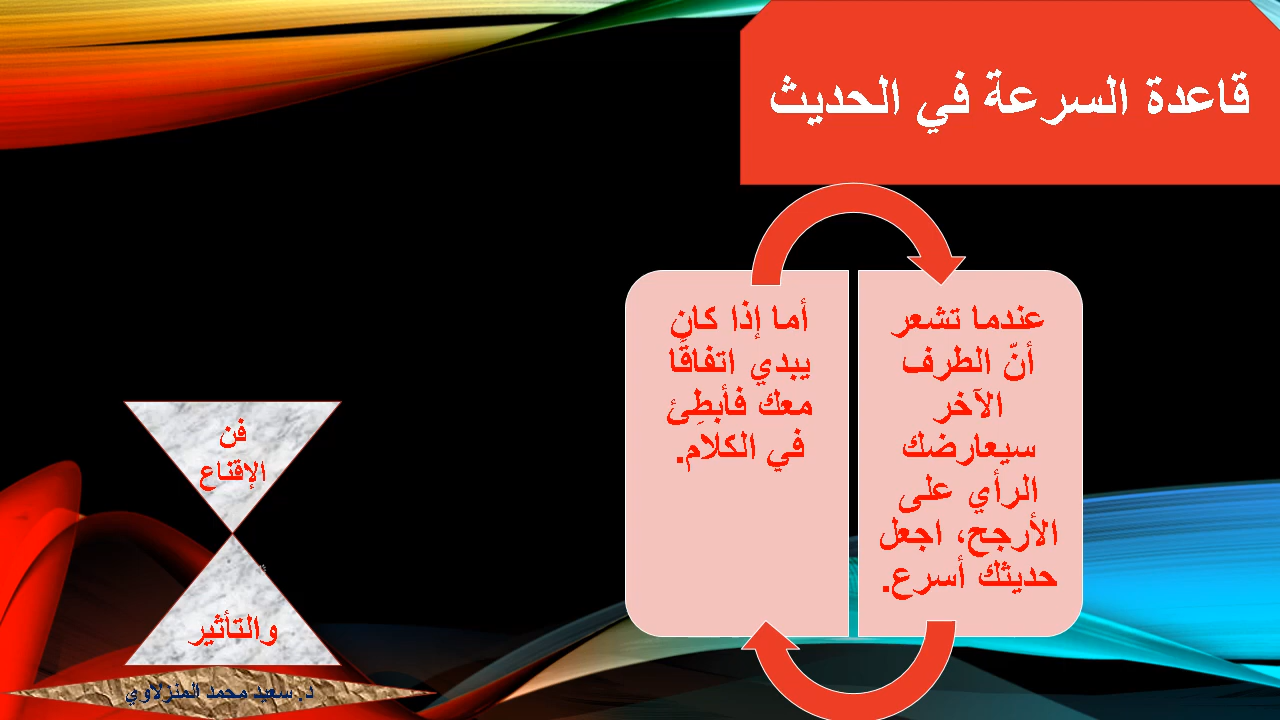 قاعدة السرعة في الحديث
عندما تشعر
أنّ الطرف
الآخر
سيعارضك
الرأي على
الأرجح، اجعل
حديثك أسرع.
أما إذا كان
يبدي اتفاقًا
معك فأبطِئ
في الكلام.
فن
الإقناع
والتأثير
د. سعيد محمد المنزلاوي